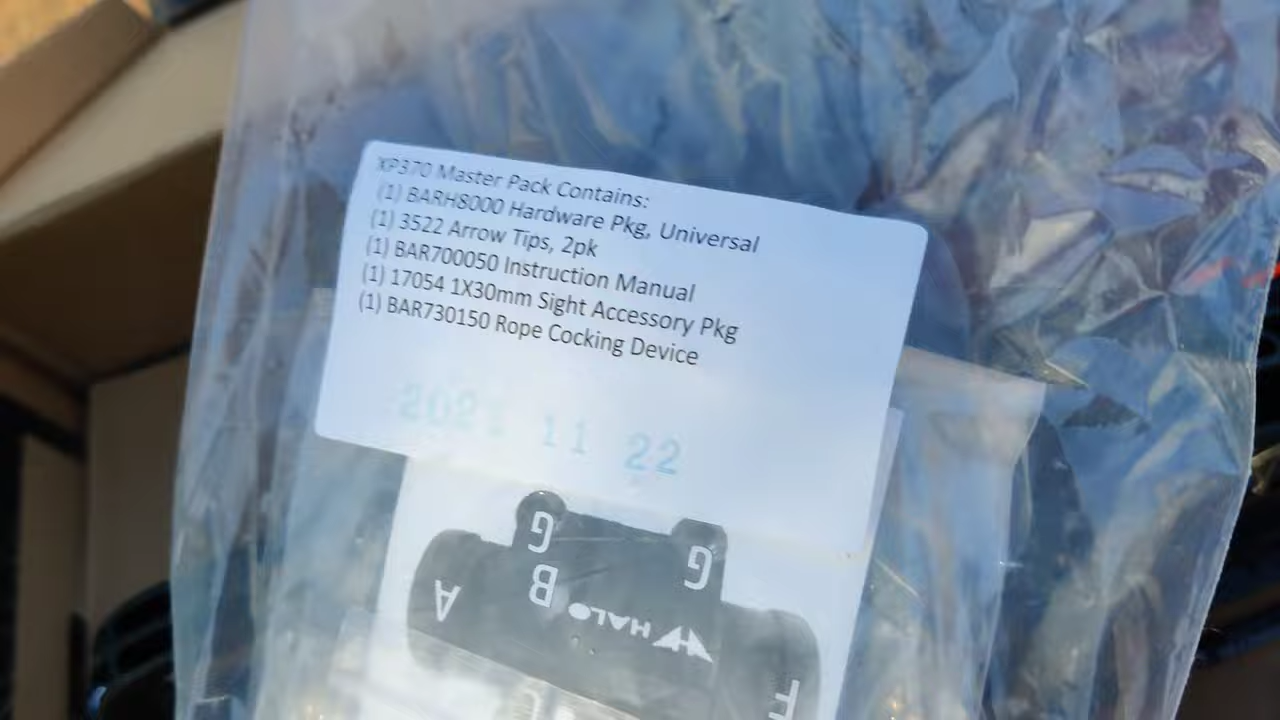 XP370 Master Pack Contains:
(1) BARH8000 Hardware Pkg, Universal
(1) 3522 Arrow Tips, 2pk
(1) BAR700050 Instruction Manual
(1) 17054 1X30mm Sight Accessory Pkg
(1) BAR730150 Rope Cocking Device
11 22
G
G
B
A
HALO
F